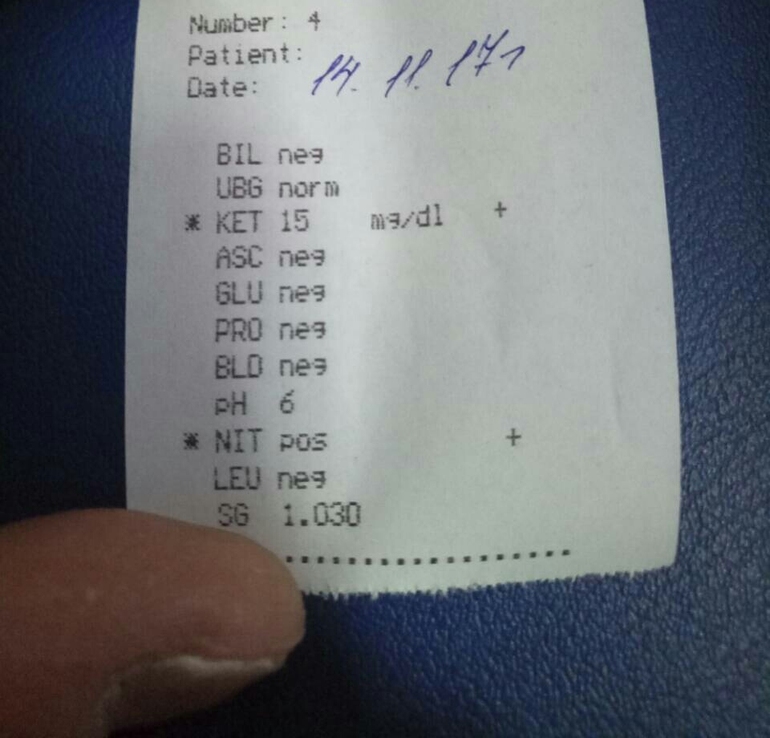 Number: 4
Patient:
Date: 14. 11. 17г
BIL neg
UBG norm
* KET 15 mg/dl +
ASC neg
GLU neg
PRO neg
BLD neg
pH 6
* NIT pos +
LEU neg
SG 1.030